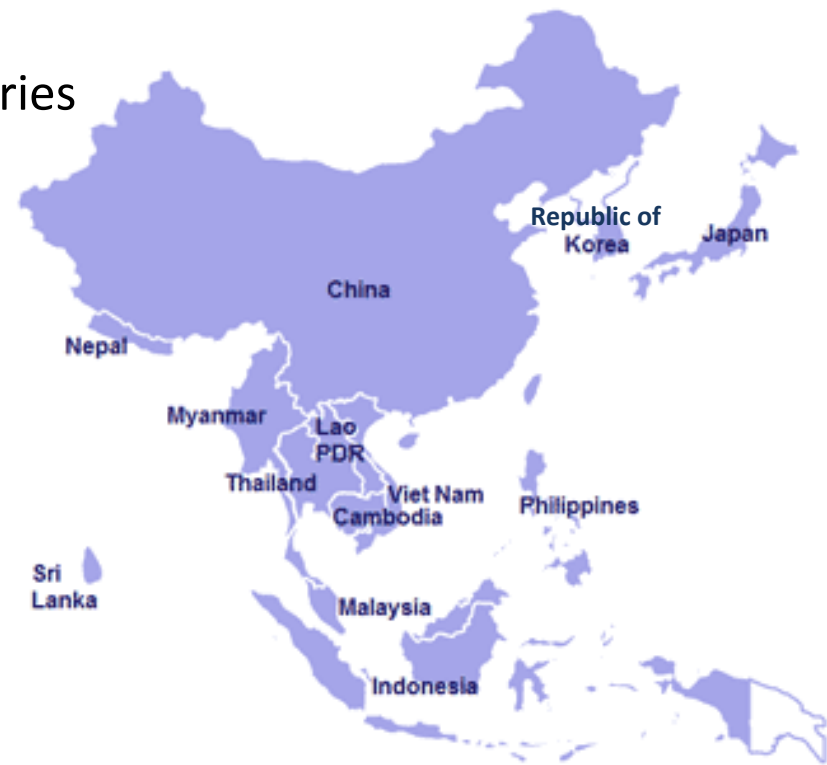 ries
Republic of
Korea
Japan
China
Nepal
Myanmar
Lao
PDR
Thailand
Viet Nam
Cambodia
Philippines
Sri
Lanka
Malaysia
Indonesia